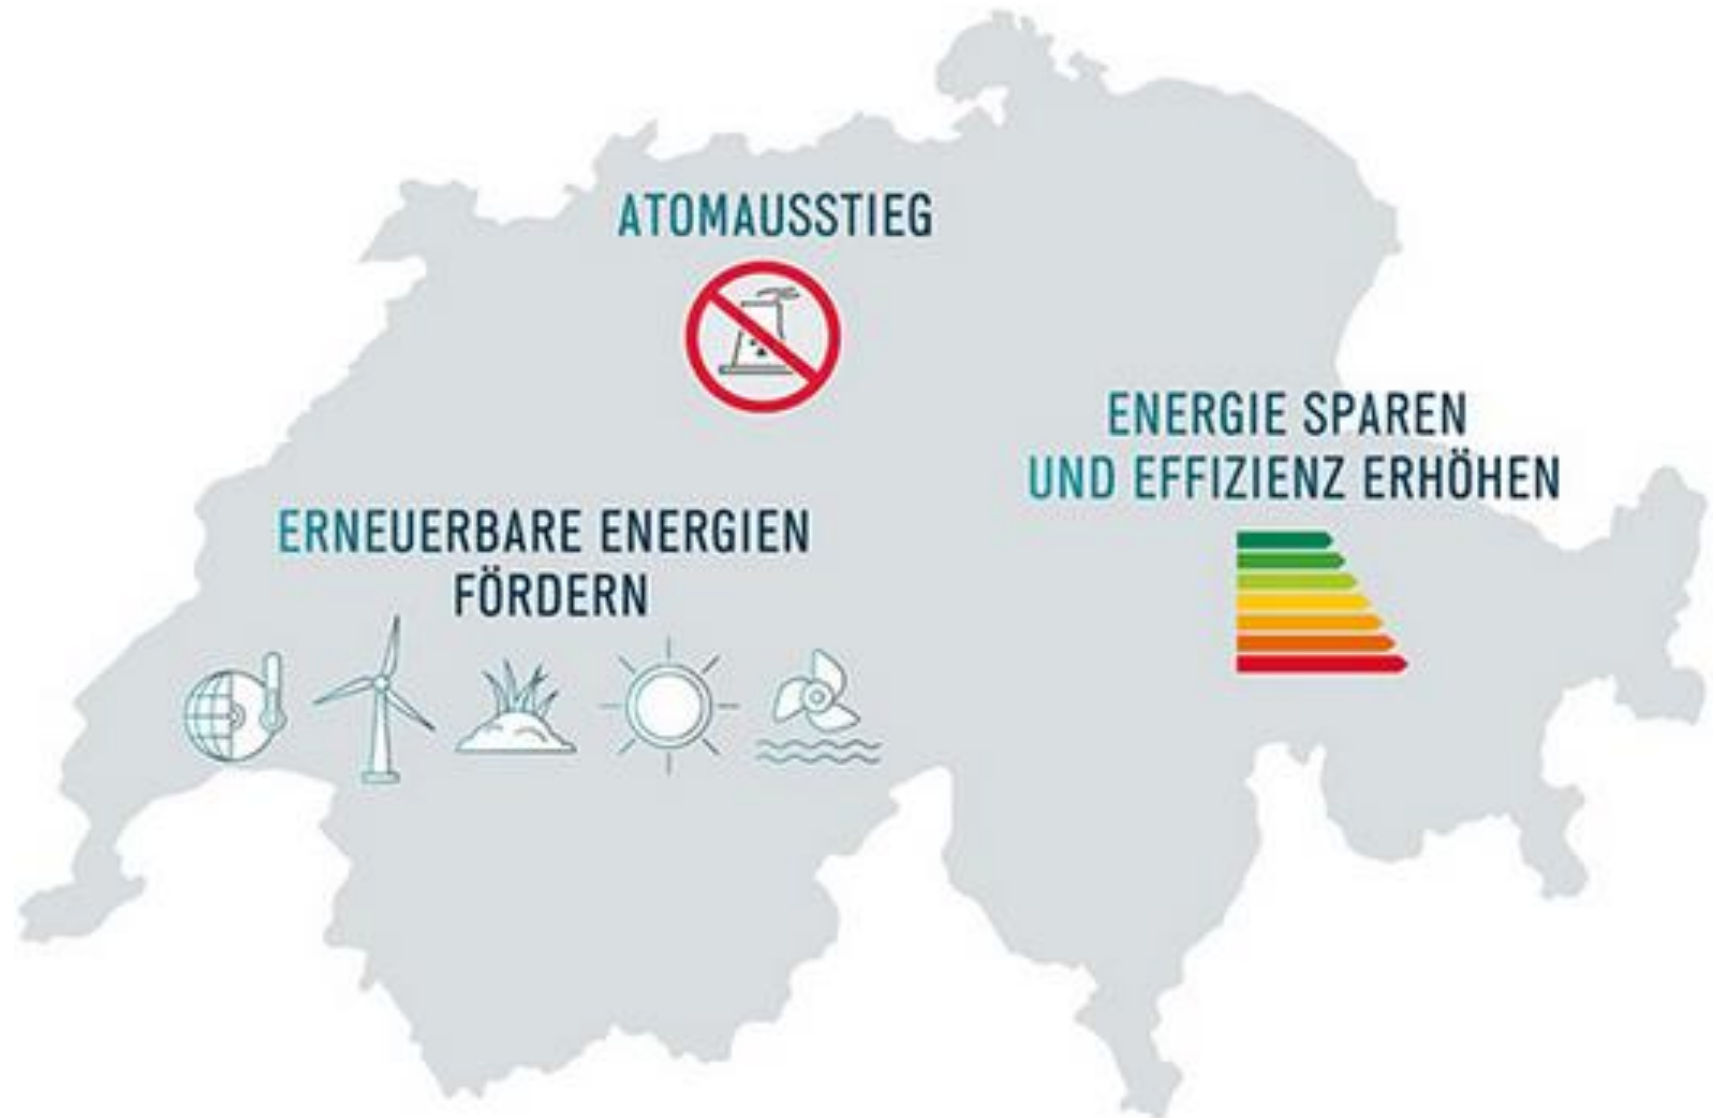 ATOMAUSSTIEG
ENERGIE SPAREN
UND EFFIZIENZ ERHÖHEN
ERNEUERBARE ENERGIEN
FÖRDERN